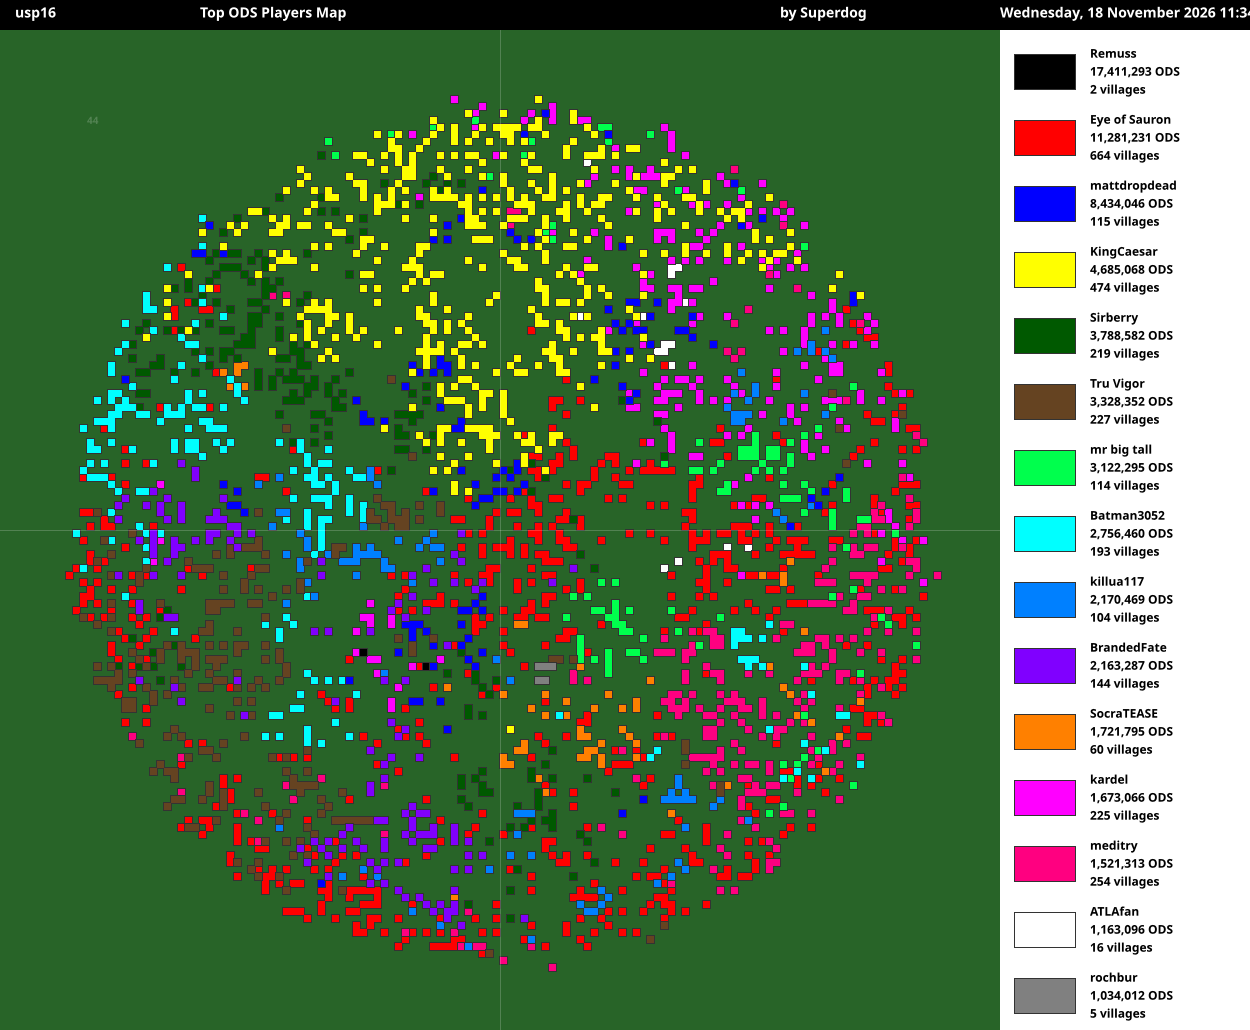 usp16
Top ODS Players Map
by Superdog
Wednesday, 18 November 2026 11:34
44
Remuss
17,411,293 ODS
2 villages
Eye of Sauron
11,281,231 ODS
664 villages
mattdropdead
8,434,046 ODS
115 villages
KingCaesar
4,685,068 ODS
474 villages
Sirberry
3,788,582 ODS
219 villages
Tru Vigor
3,328,352 ODS
227 villages
mr big tall
3,122,295 ODS
114 villages
Batman3052
2,756,460 ODS
193 villages
killua117
2,170,469 ODS
104 villages
BrandedFate
2,163,287 ODS
144 villages
SocraTEASE
1,721,795 ODS
60 villages
kardel
1,673,066 ODS
225 villages
meditry
1,521,313 ODS
254 villages
ATLAfan
1,163,096 ODS
16 villages
rochbur
1,034,012 ODS
5 villages